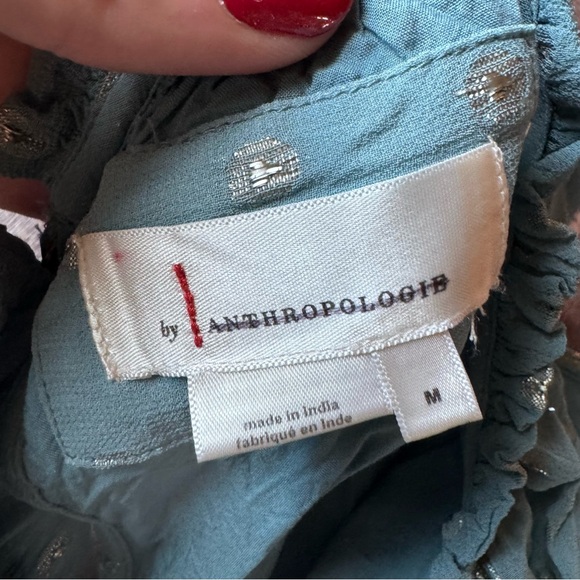 by ANTHROPOLOGIE
made in India
fabriqué en Inde
M